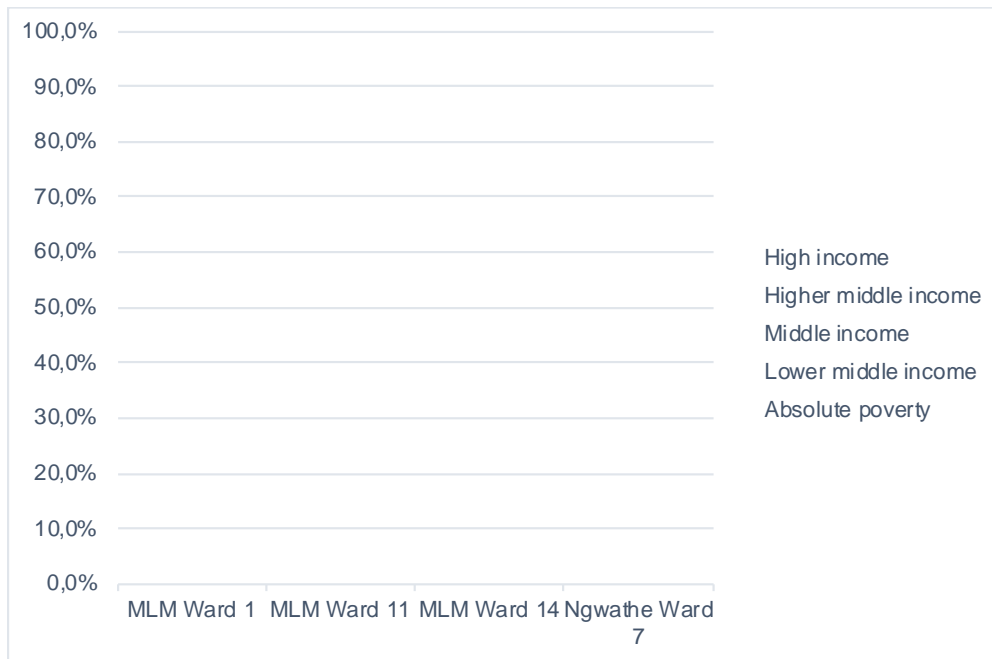 100,0%
90,0%
80,0%
70,0%
60,0%
50,0%
40,0%
30,0%
20,0%
10,0%
0,0%
MLM Ward 1 MLM Ward 11 MLM Ward 14 Ngwathe Ward
7
High income
Higher middle income
Middle income
Lower middle income
Absolute poverty